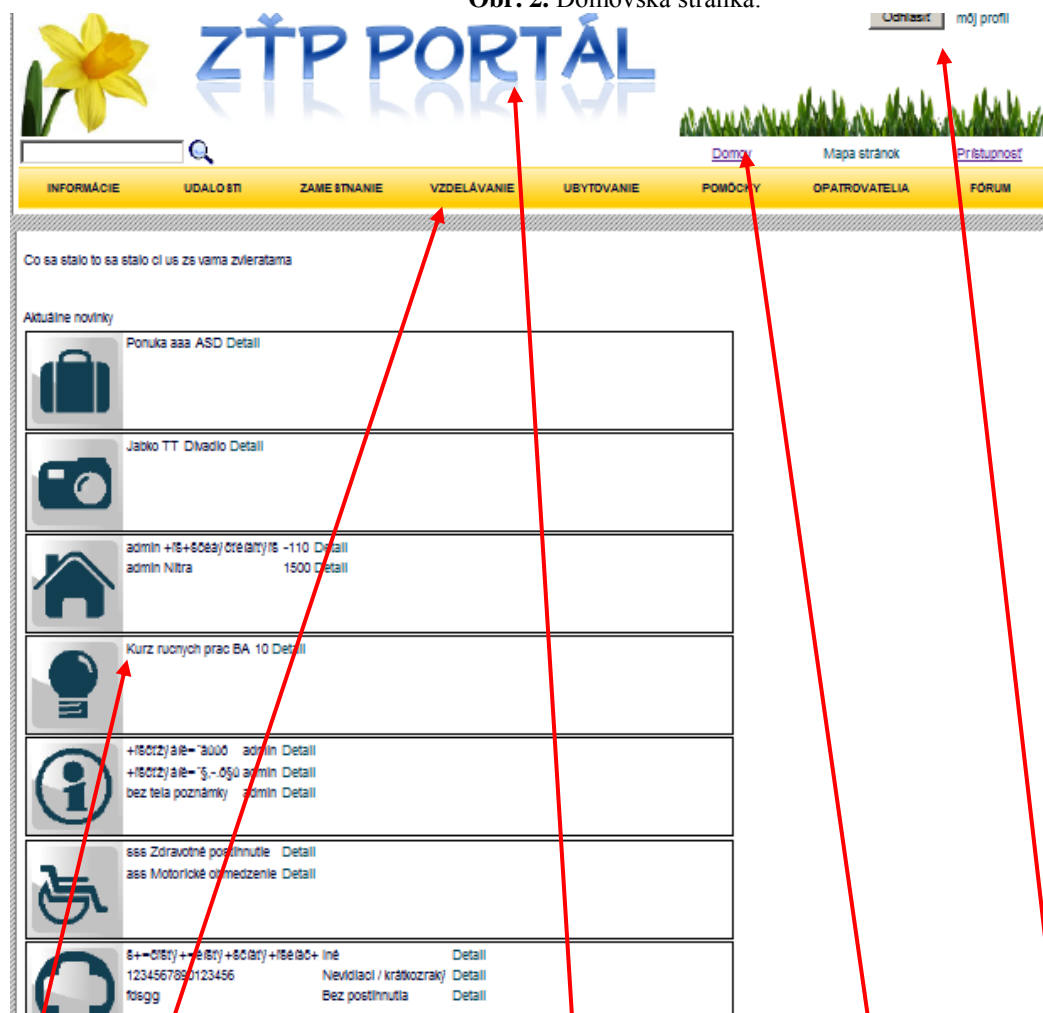 Obr. 2. Domovská stránka.
Odhlásiť môj profil
ZŤP PORTÁL
Domov Mapa stránok Prístupnosť
INFORMÁCIE UDALOSTI ZAMESTNANIE VZDELÁVANIE UBYTOVANIE POMÔCKY OPATROVATELIA FÓRUM
Co sa stalo to sa stalo ci us zs vama zvieratama
Aktuálne novinky
Ponuka aaa ASD Detail
Jabko TT Divadlo Detail
admin -110 Detail
admin Nitra 1500 Detail
Kurz rucnych prac BA 10 Detail
admin Detail
admin Detail
bez tela poznámky admin Detail
sss Zdravotné postihnutie Detail
ass Motorické obmedzenie Detail
Iné Detail
1234567890123456 Nevidiaci / krátkozraký Detail
fdsgg Bez postihnutia Detail